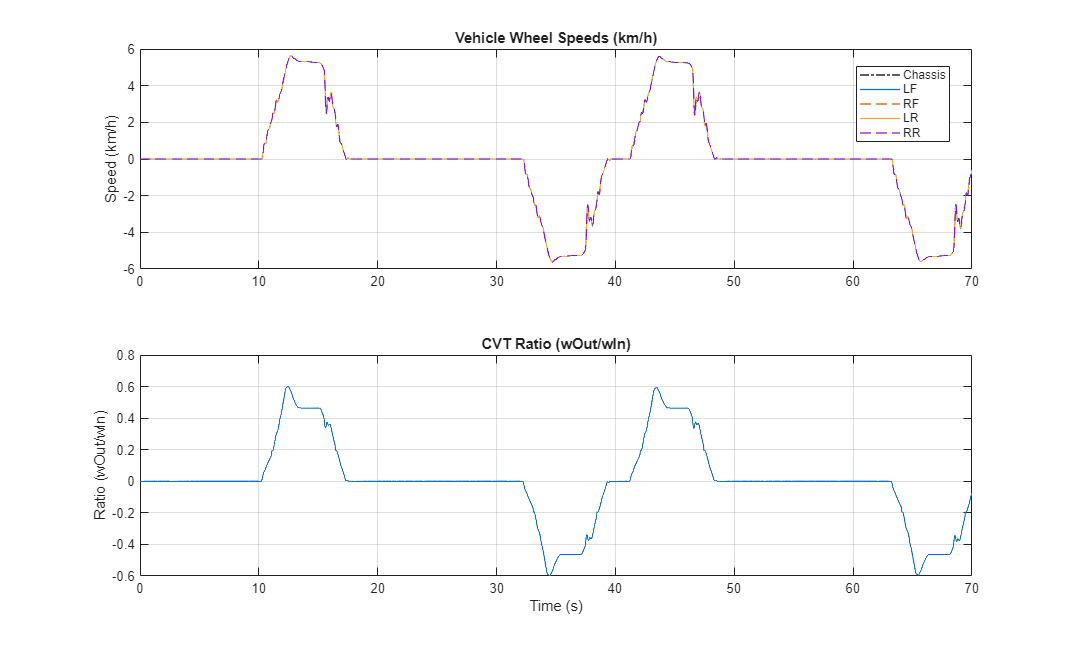 Vehicle Wheel Speeds (km/h)
6
4
2
0
-2
-4
-6
Speed (km/h)
Chassis
LF
RF
LR
RR
0 10 20 30 40 50 60 70
CVT Ratio (wOut/wIn)
0.8
0.6
0.4
0.2
0
-0.2
-0.4
-0.6
Ratio (wOut/wIn)
0 10 20 30 40 50 60 70
Time (s)